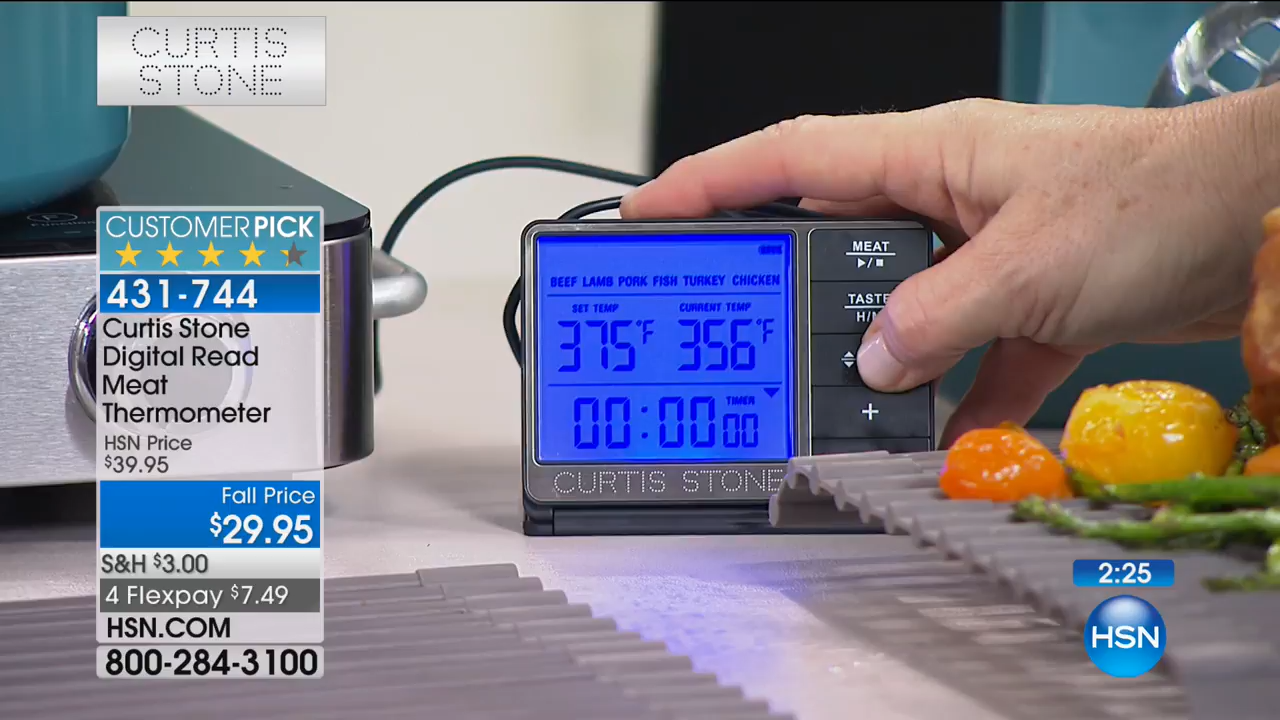 CURTIS
STONE
CUSTOMER PICK
431-744
Curtis Stone
Digital Read
Meat
Thermometer
HSN Price
$39.95
Fall Price
$29.95
S&H $3.00
4 Flexpay $7.49
HSN.COM
800-284-3100
BEEF LAMB PORK FISH TURKEY CHICKEN
SET TEMP CURRENT TEMP
375°F 356°F
TIMER
00:00 00
CURTIS STONE
MEAT
▶/■
+
2:25
HSN